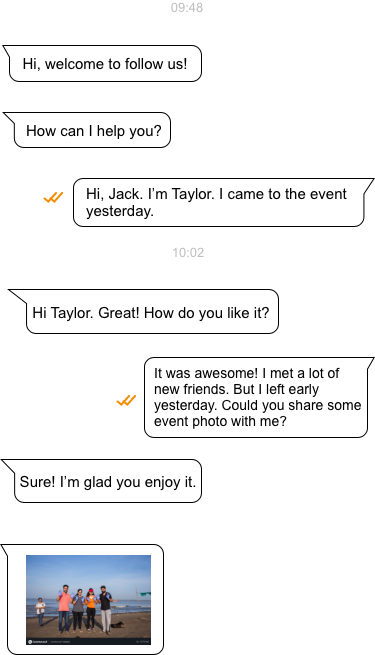 09:48
Hi, welcome to follow us!
How can I help you?
Hi, Jack. I’m Taylor. I came to the event
yesterday.
10:02
Hi Taylor. Great! How do you like it?
It was awesome! I met a lot of
new friends. But I left early
yesterday. Could you share some
event photo with me?
Sure! I’m glad you enjoy it.